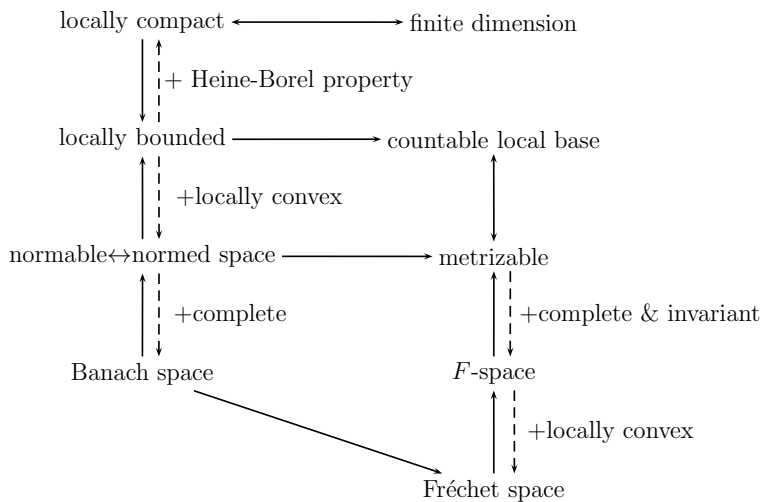 locally compact
finite dimension
+ Heine-Borel property
locally bounded
countable local base
+locally convex
normable↔normed space
metrizable
+complete
+complete & invariant
Banach space
F-space
+locally convex
Fréchet space